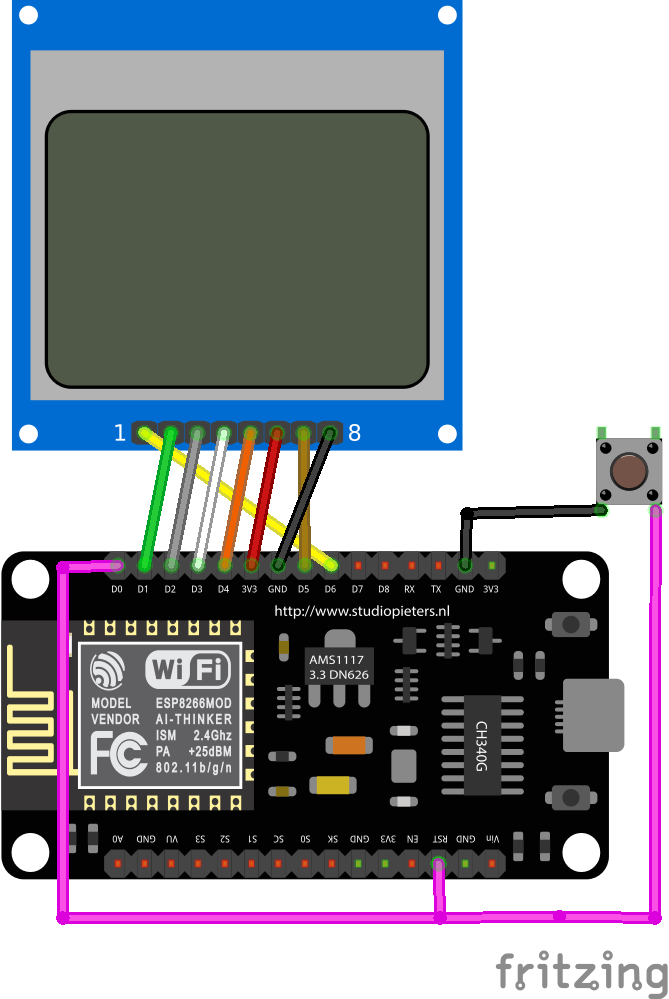 1 8
D0 D1 D2 D3 D4 3V3 GND D5 D6 D7 D8 RX TX GND 3V3
http://www.studiopieters.nl
Wi Fi
MODEL ESP8266MOD
VENDOR AI-THINKER
ISM 2.4Ghz
PA +25dBM
802.11b/g/n
FC
AMS1117
3.3 DN626
CH340G
A0 GND VU S3 S2 S1 SC S0 SK GND 3V3 EN RST GND Vin
fritzing